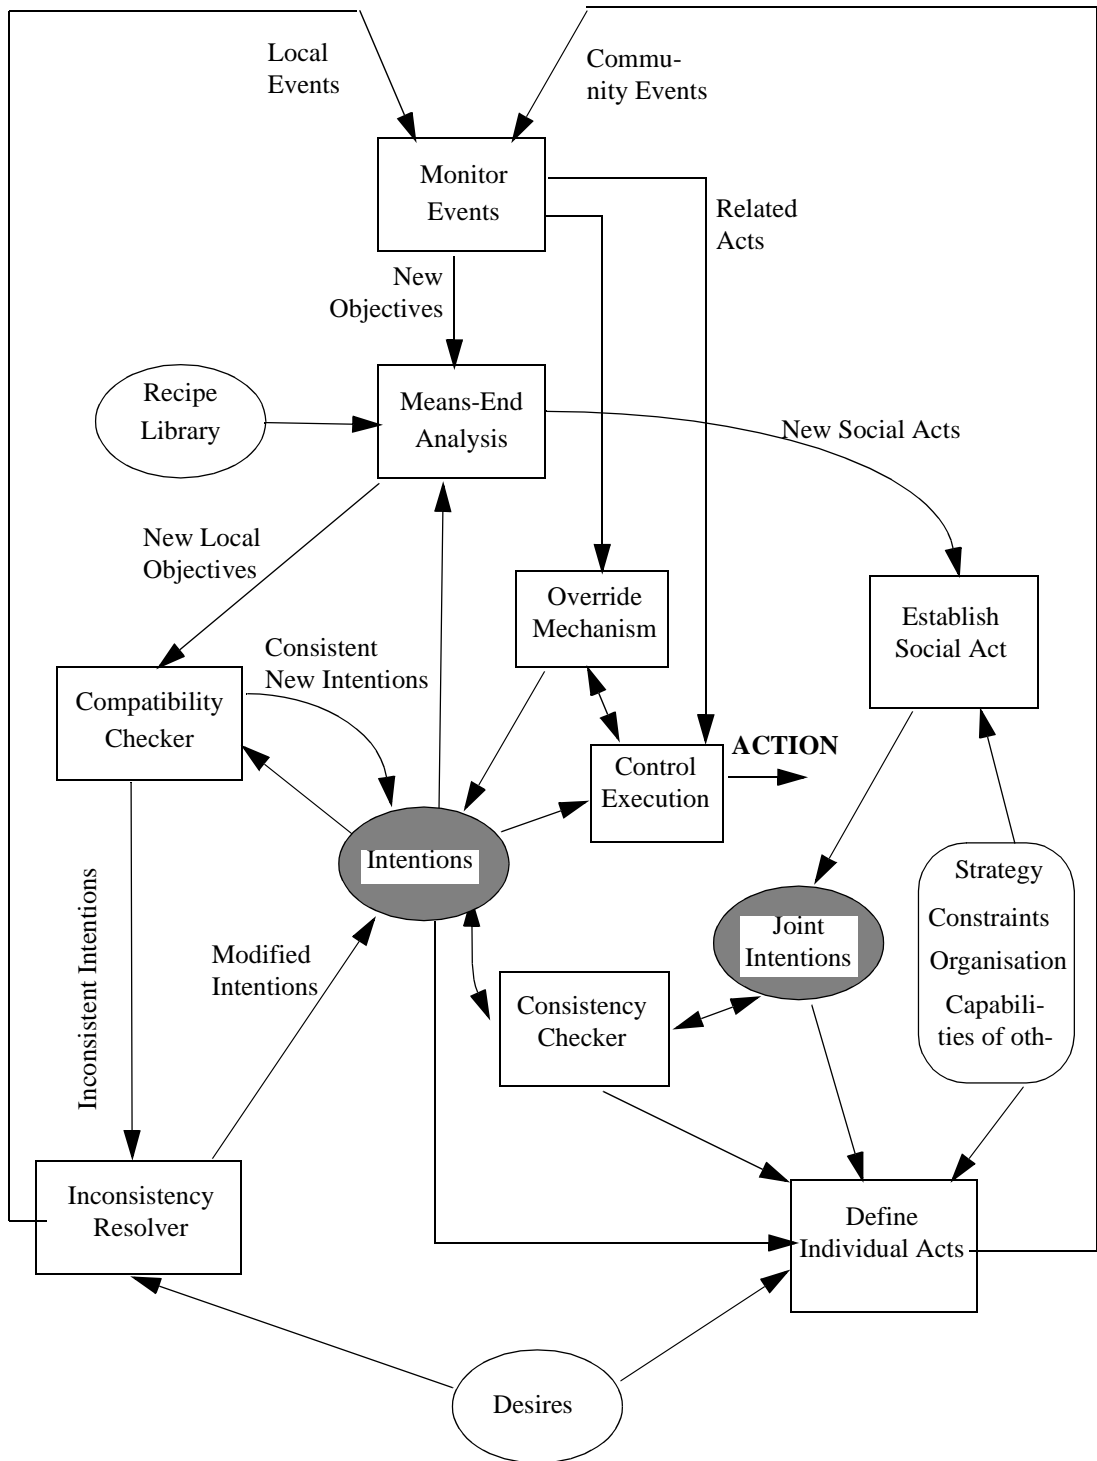 Local
Events
Commu-
nity Events
Monitor
Events
Related
Acts
New
Objectives
Recipe
Library
Means-End
Analysis
New Social Acts
New Local
Objectives
Override
Mechanism
Establish
Social Act
Consistent
New Intentions
Compatibility
Checker
ACTION
Control
Execution
Intentions
Strategy
Constraints
Organisation
Capabili-
ties of oth-
Joint
Intentions
Inconsistent Intentions
Modified
Intentions
Consistency
Checker
Inconsistency
Resolver
Define
Individual Acts
Desires